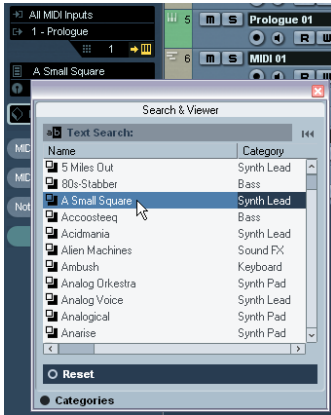 All MIDI Inputs
1 - Prologue
1
A Small Square
5 m S Prologue 01
R W
6 m S MIDI 01
R
Search & Viewer
Text Search:
Name Category
5 Miles Out Synth Lead
80s-Stabber Bass
A Small Square Synth Lead
Accoosteeq Bass
Acidmania Synth Lead
Alien Machines Sound FX
Ambush Keyboard
Analog Orkestra Synth Pad
Analog Voice Synth Lead
Analogical Synth Pad
Anarise Synth Pad
Reset
Categories
MID
MID
Not